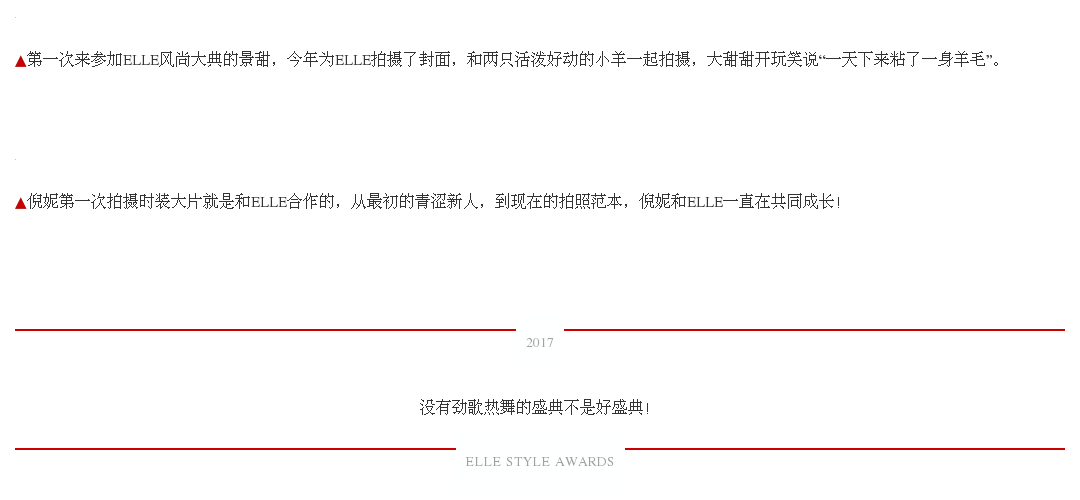 ▲第一次来参加ELLE风尚大典的景甜，今年为ELLE拍摄了封面，和两只活泼好动的小羊一起拍摄，大甜甜开玩笑说“一天下来粘了一身羊毛”。
▲倪妮第一次拍摄时装大片就是和ELLE合作的，从最初的青涩新人，到现在的拍照范本，倪妮和ELLE一直在共同成长！
2017
没有劲歌热舞的盛典不是好盛典！
ELLE STYLE AWARDS